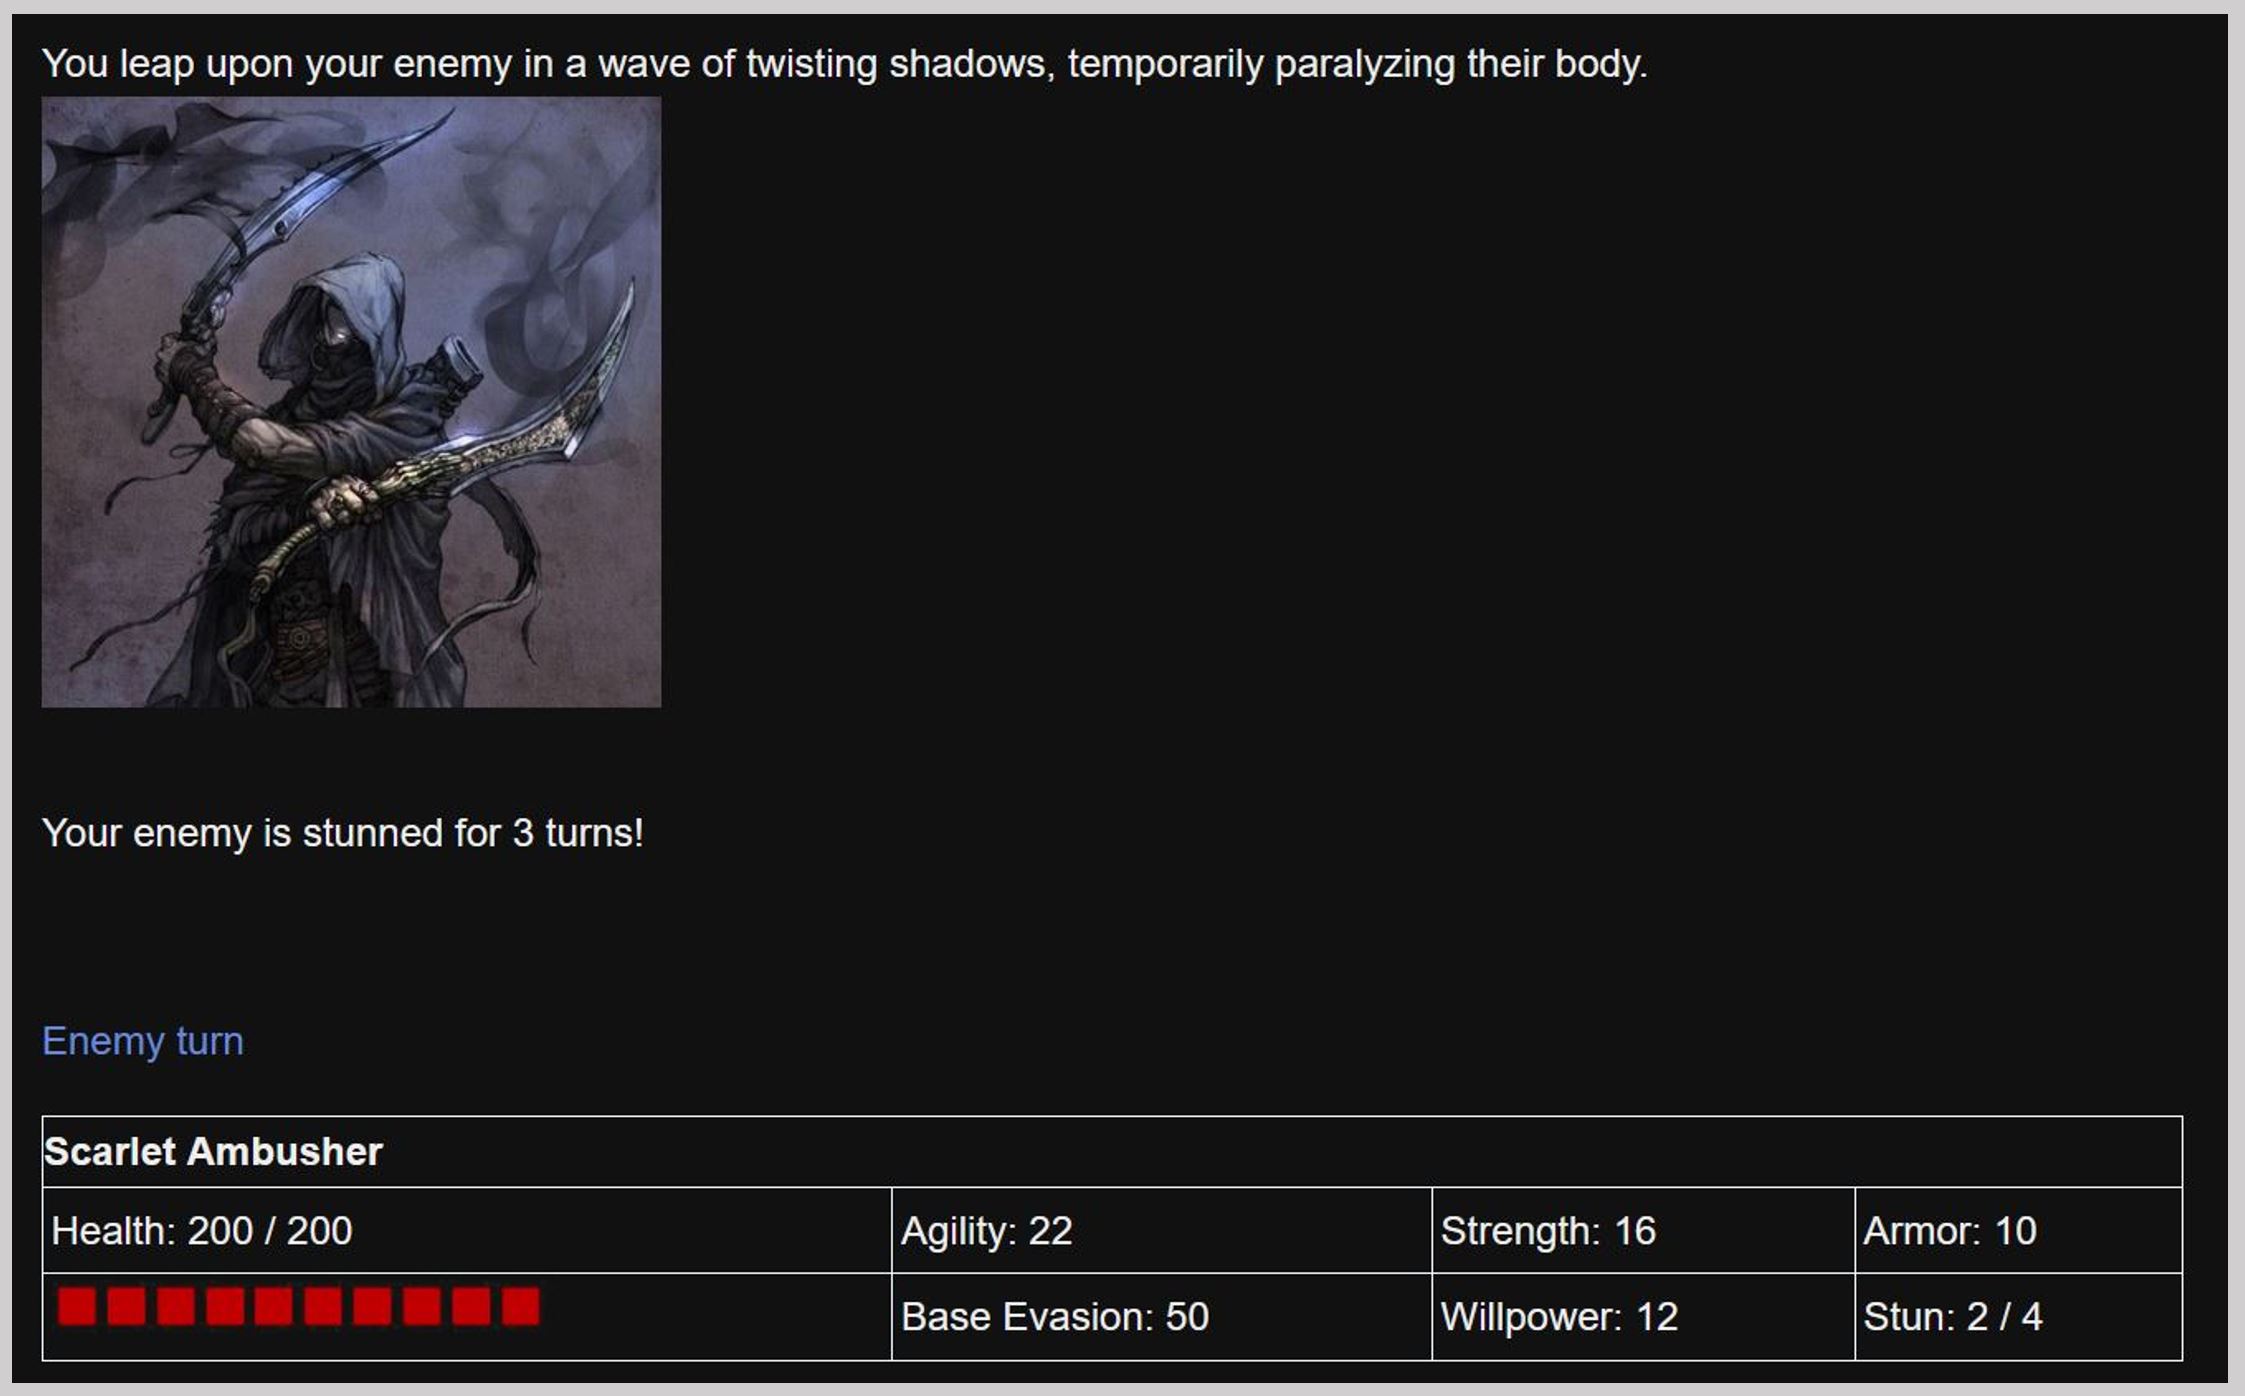 You leap upon your enemy in a wave of twisting shadows, temporarily paralyzing their body.
Your enemy is stunned for 3 turns!
Enemy turn
Scarlet Ambusher
Health: 200 / 200 Agility: 22 Strength: 16 Armor: 10
Base Evasion: 50 Willpower: 12 Stun: 2 / 4